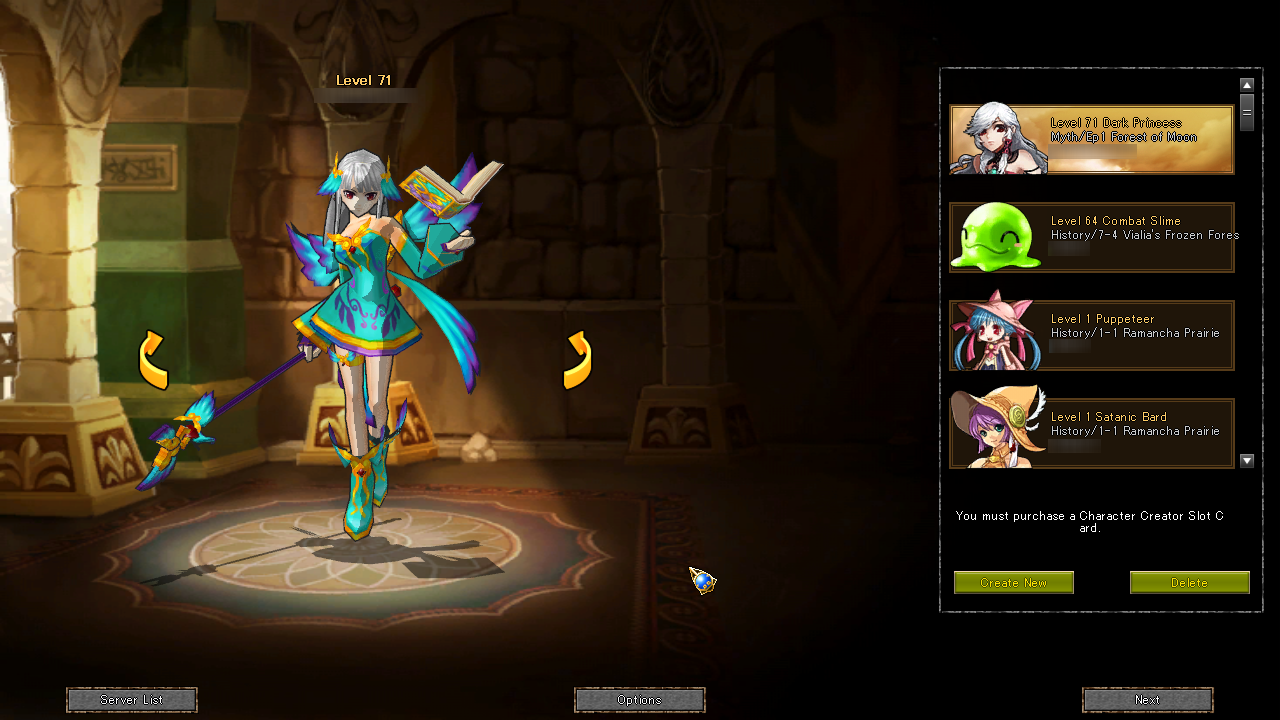 Level 71
Level 71 Dark Princess
Myth/Ep1 Forest of Moon
Level 64 Combat Slime
History/7-4 Vialia's Frozen Fores
Level 1 Puppeteer
History/1-1 Ramancha Prairie
Level 1 Satanic Bard
History/1-1 Ramancha Prairie
You must purchase a Character Creator Slot C
ard.
Create New
Delete
Server List
Options
Next